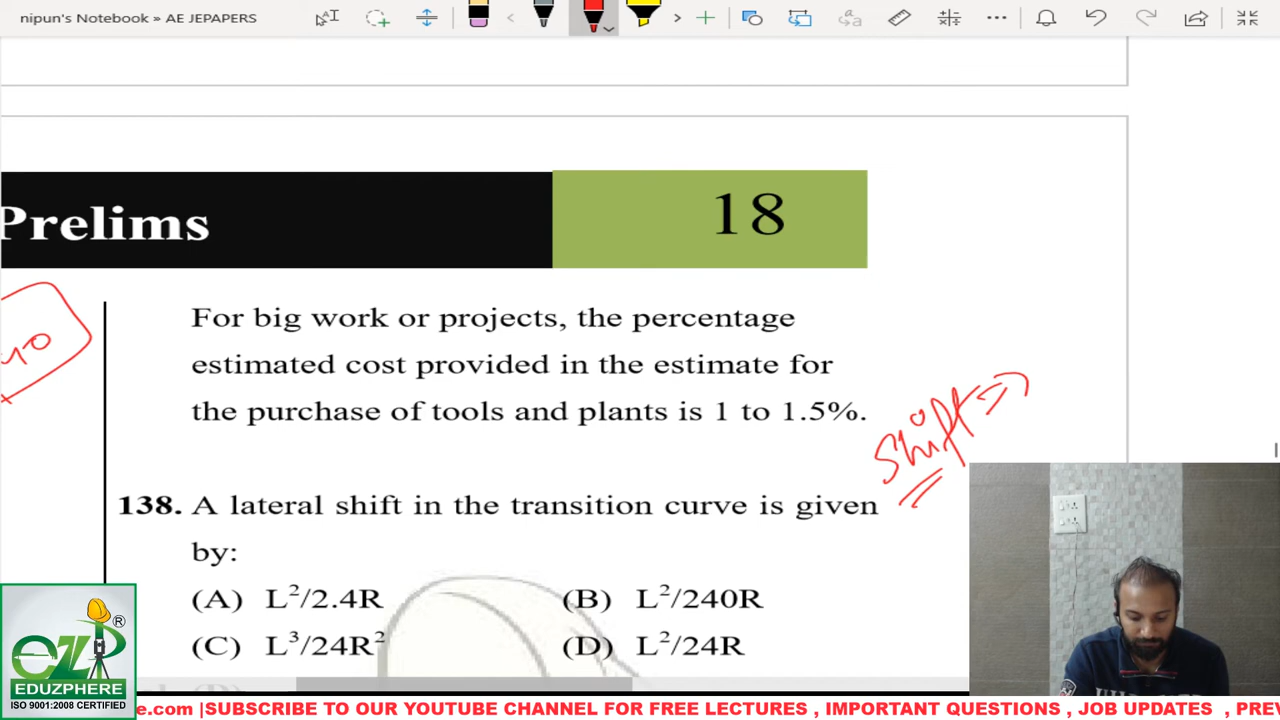 nipun's Notebook » AE JEPAPERS
Prelims
18
For big work or projects, the percentage
estimated cost provided in the estimate for
the purchase of tools and plants is 1 to 1.5%.
shift
138. A lateral shift in the transition curve is given
by:
(A) L²/2.4R (B) L²/240R
(C) L³/24R² (D) L²/24R
ezp ®
EDUZPHERE
ISO 9001:2008 CERTIFIED
e.com |SUBSCRIBE TO OUR YOUTUBE CHANNEL FOR FREE LECTURES , IMPORTANT QUESTIONS , JOB UPDATES , PREV